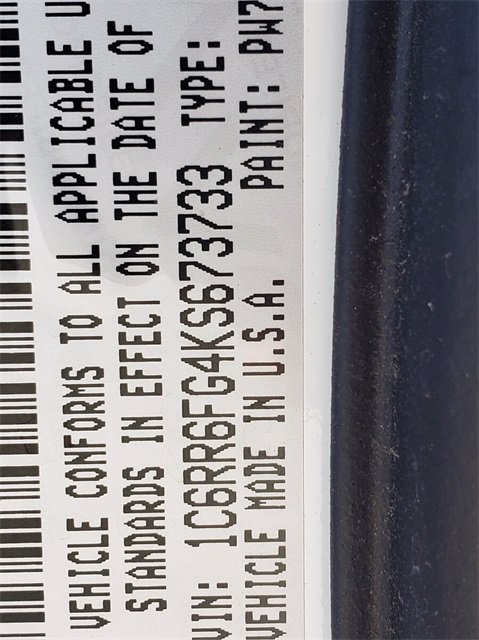 VEHICLE CONFORMS TO ALL APPLICABLE U
STANDARDS IN EFFECT ON THE DATE OF
VIN: 1C6RR6FG4KS673733 TYPE:
VEHICLE MADE IN U.S.A. PAINT: PW7